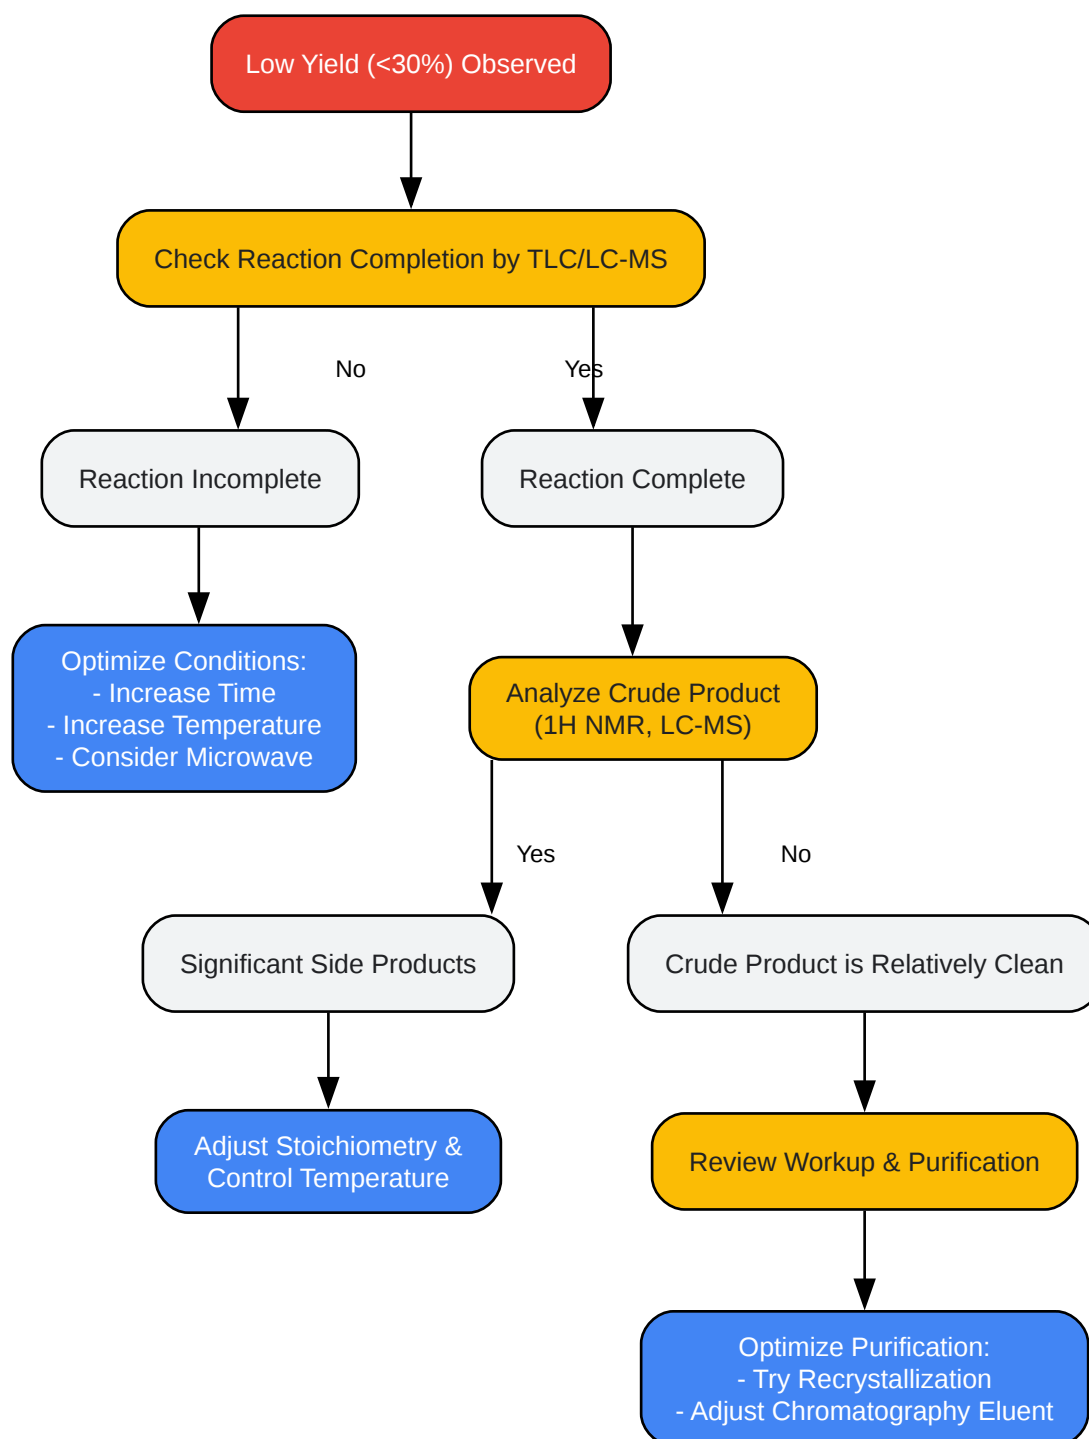 Low Yield (<30%) Observed
Check Reaction Completion by TLC/LC-MS
No
Yes
Reaction Incomplete
Reaction Complete
Optimize Conditions:
- Increase Time
- Increase Temperature
- Consider Microwave
Analyze Crude Product
(1H NMR, LC-MS)
Yes
No
Significant Side Products
Crude Product is Relatively Clean
Adjust Stoichiometry &
Control Temperature
Review Workup & Purification
Optimize Purification:
- Try Recrystallization
- Adjust Chromatography Eluent